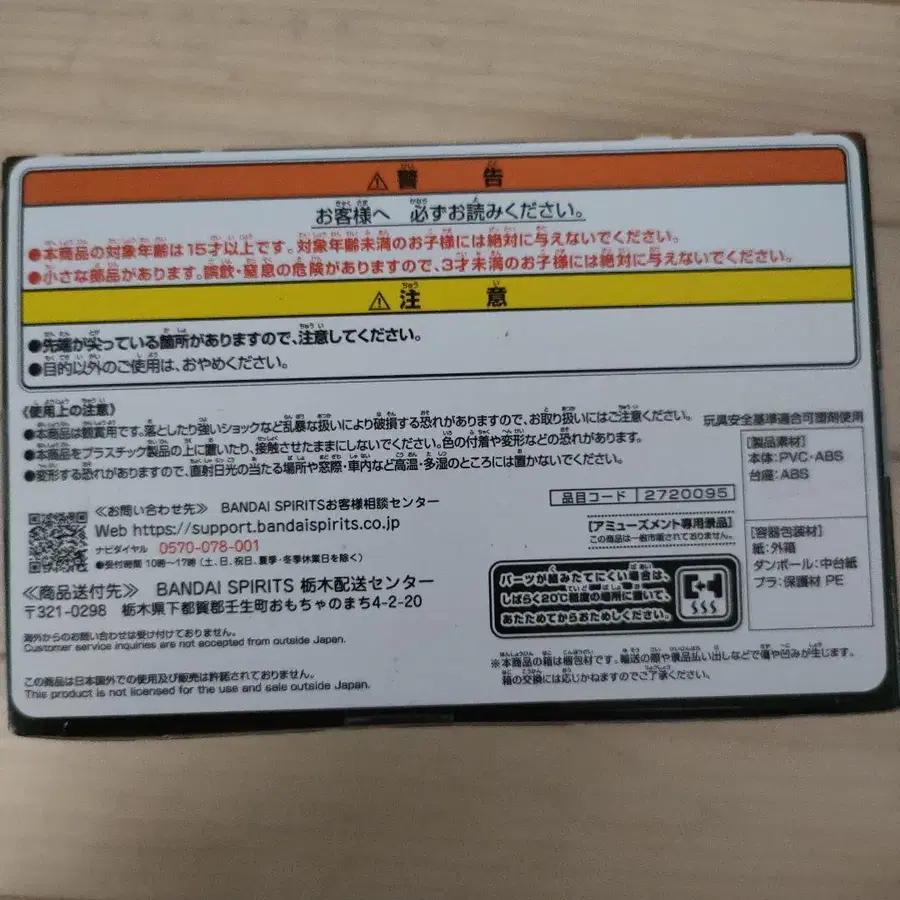 ⚠警告
お客様へ 必ずお読みください。
●本商品の対象年齢は15才以上です。対象年齢未満のお子様には絶対に与えないでください。
●小さな部品があります。誤飲・窒息の危険がありますので、3才未満のお子様には絶対に与えないでください。
⚠注意
●先端が尖っている箇所がありますので、注意してください。
●目的以外のご使用は、おやめください。
《使用上の注意》
●本商品は観賞用です。落としたり強いショックなど乱暴な扱いにより破損する恐れがありますので、お取り扱いにはご注意ください。
●本商品をプラスチック製品の上に置いたり、接触させたままにしないでください。色の付着や変形などの恐れがあります。
●変形する恐れがありますので、直射日光の当たる場所や窓際・車内など高温・多湿のところには置かないでください。
玩具安全基準適合可塑剤使用
[製品素材]
本体:PVC・ABS
台座:ABS
品目コード 2720095
≪お問い合わせ先≫ BANDAI SPIRITSお客様相談センター
Web https://support.bandaispirits.co.jp
ナビダイヤル 0570-078-001
●受付時間 10時〜17時(土、日、祝日、夏季・冬季休業日を除く)
[アミューズメント専用景品]
この商品は一般市販されておりません。
[容器包装材]
紙:外箱
ダンボール:中台紙
プラ:保護材 PE
≪商品送付先≫ BANDAI SPIRITS 栃木配送センター
〒321-0298 栃木県下都賀郡壬生町おもちゃのまち4-2-20
パーツが組みたてにくい場合は、
しばらく20℃程度の場所に置いて、
あたためてからおためしください。
海外からのお問い合わせは受け付けておりません。
Customer service inquiries are not accepted from outside Japan.
この商品は日本国外での使用及び販売は許諾されておりません。
This product is not licensed for the use and sale outside Japan.
※本商品の箱は梱包材です。輸送の際や景品払い出しなどで傷や凹みが生じます。
箱の交換には応じかねますのでご了承ください。